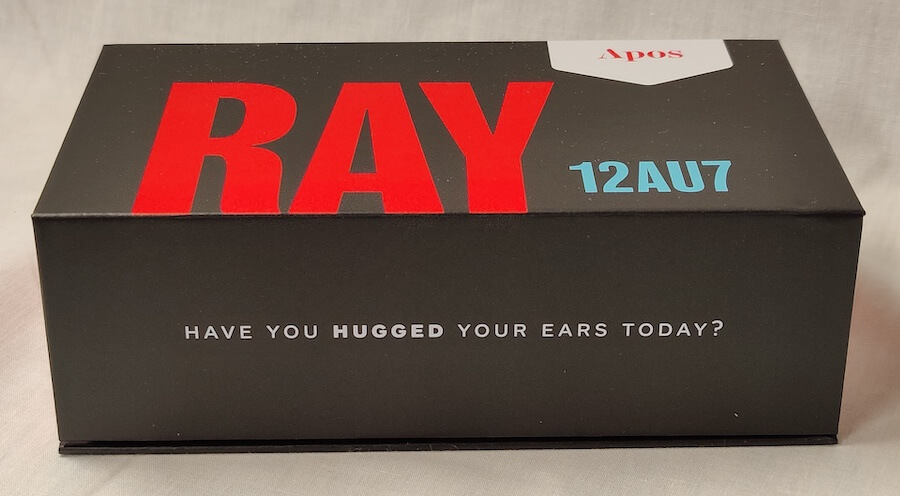 Apos
RAY
12AU7
HAVE YOU HUGGED YOUR EARS TODAY?